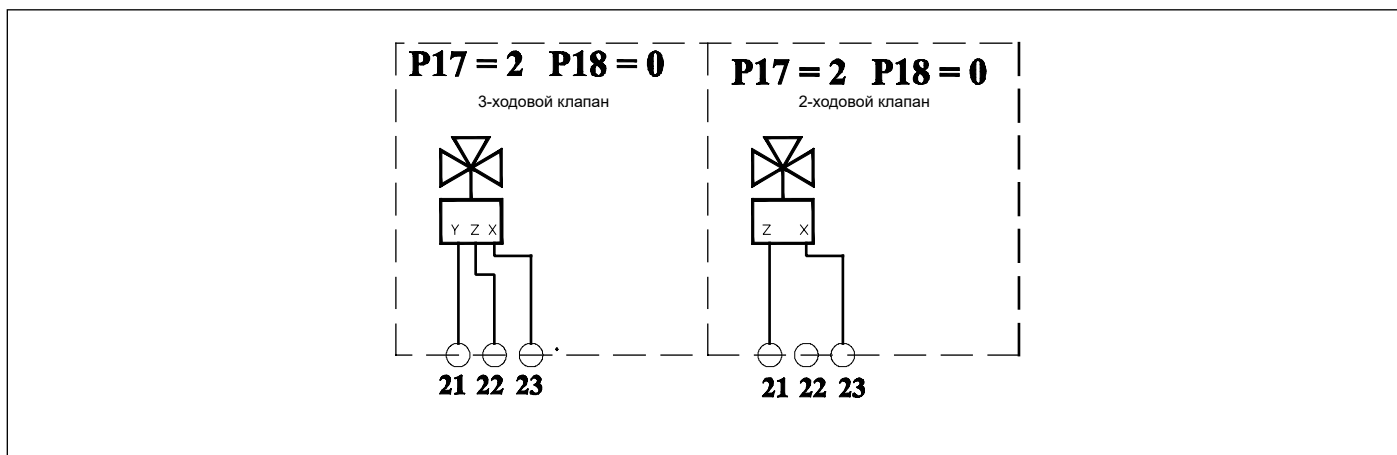 P17 = 2 P18 = 0
3-ходовой клапан
Y Z X
21 22 23
P17 = 2 P18 = 0
2-ходовой клапан
Z X
21 22 23